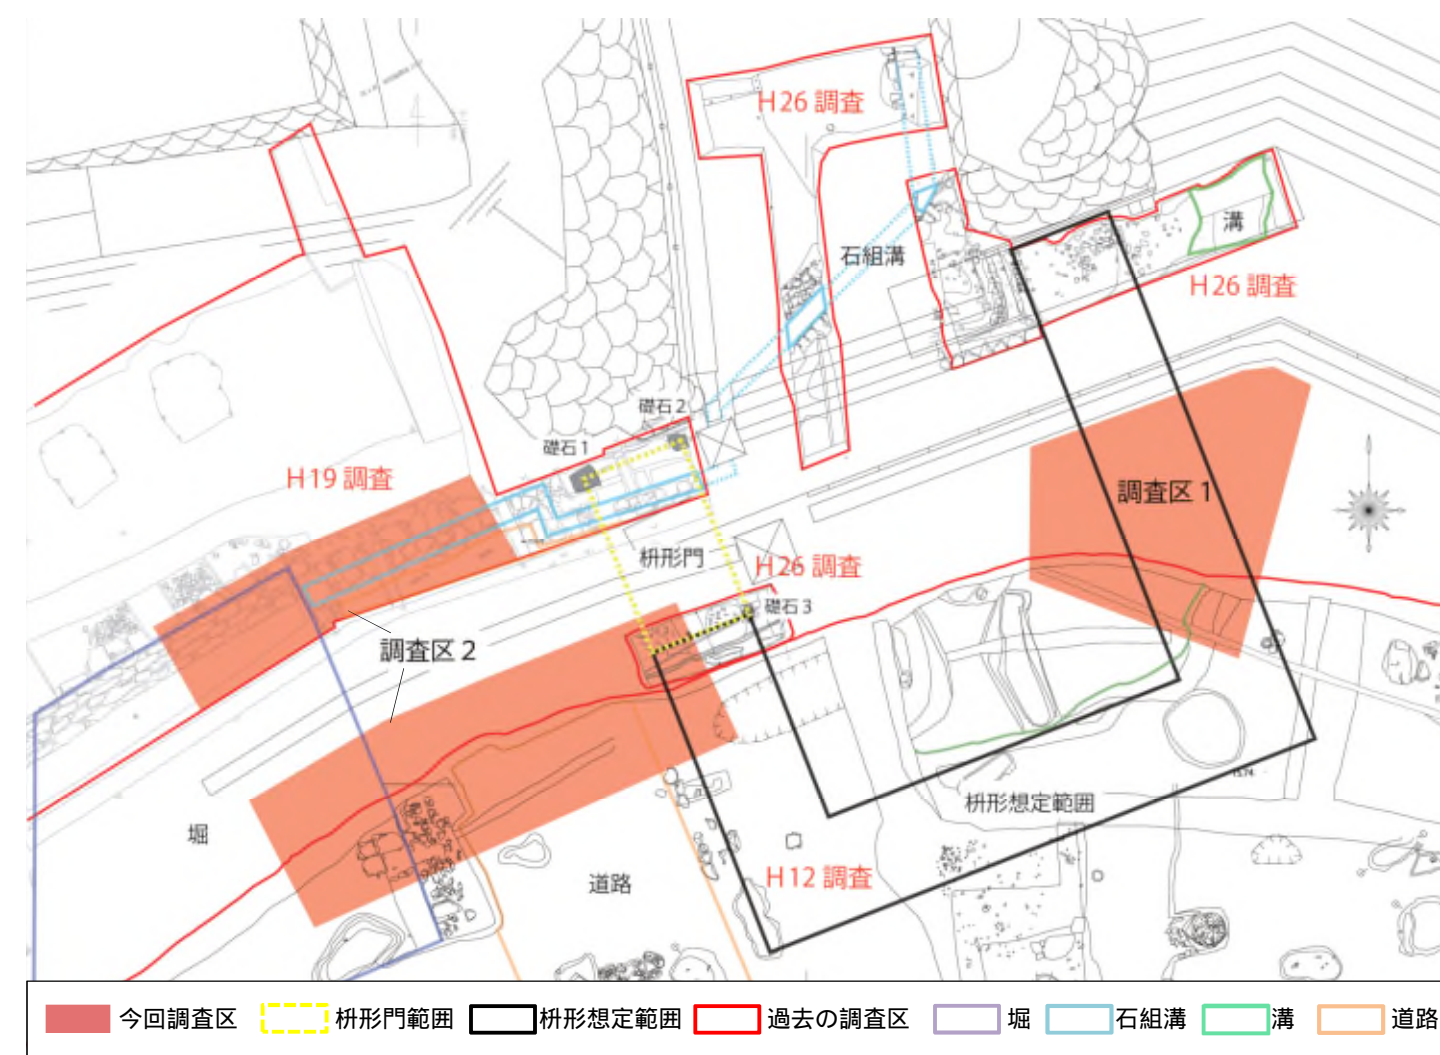 H26 調査
石組溝
溝
H26 調査
礎石 2
礎石 1
H19 調査
調査区 1
枡形門
H26 調査
礎石 3
調査区 2
枡形想定範囲
堀
道路
H12 調査
今回調査区
枡形門範囲
枡形想定範囲
過去の調査区
堀
石組溝
溝
道路